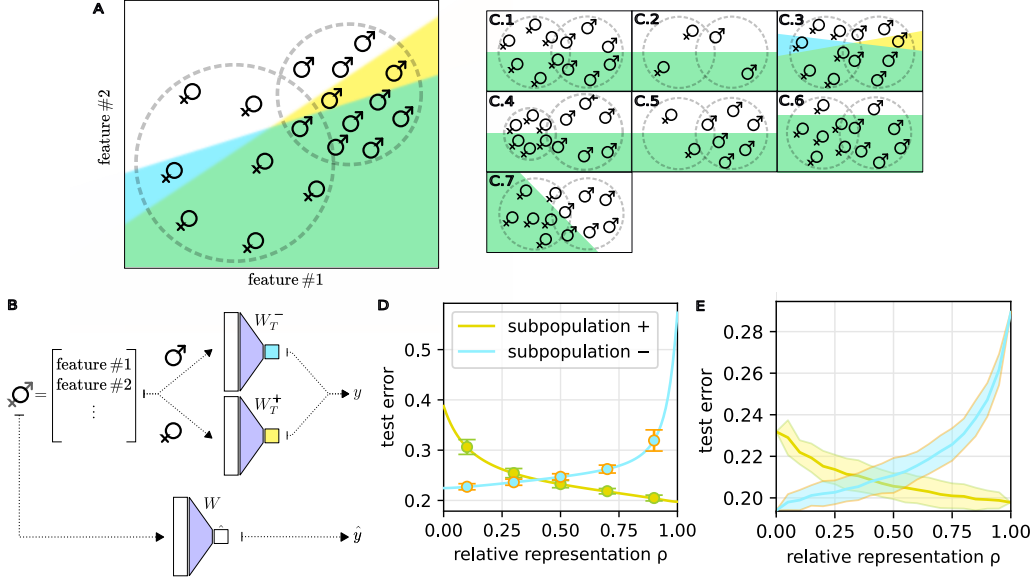 A
feature #2
feature #1
C.1
C.2
C.3
C.4
C.5
C.6
C.7
B
feature #1
feature #2
⋮
=
W_T^-
W_T^+
y
W
ŷ
D
subpopulation +
subpopulation −
test error
0.5
0.4
0.3
0.2
0.00 0.25 0.50 0.75 1.00
relative representation ρ
E
test error
0.28
0.26
0.24
0.22
0.20
0.00 0.25 0.50 0.75 1.00
relative representation ρ